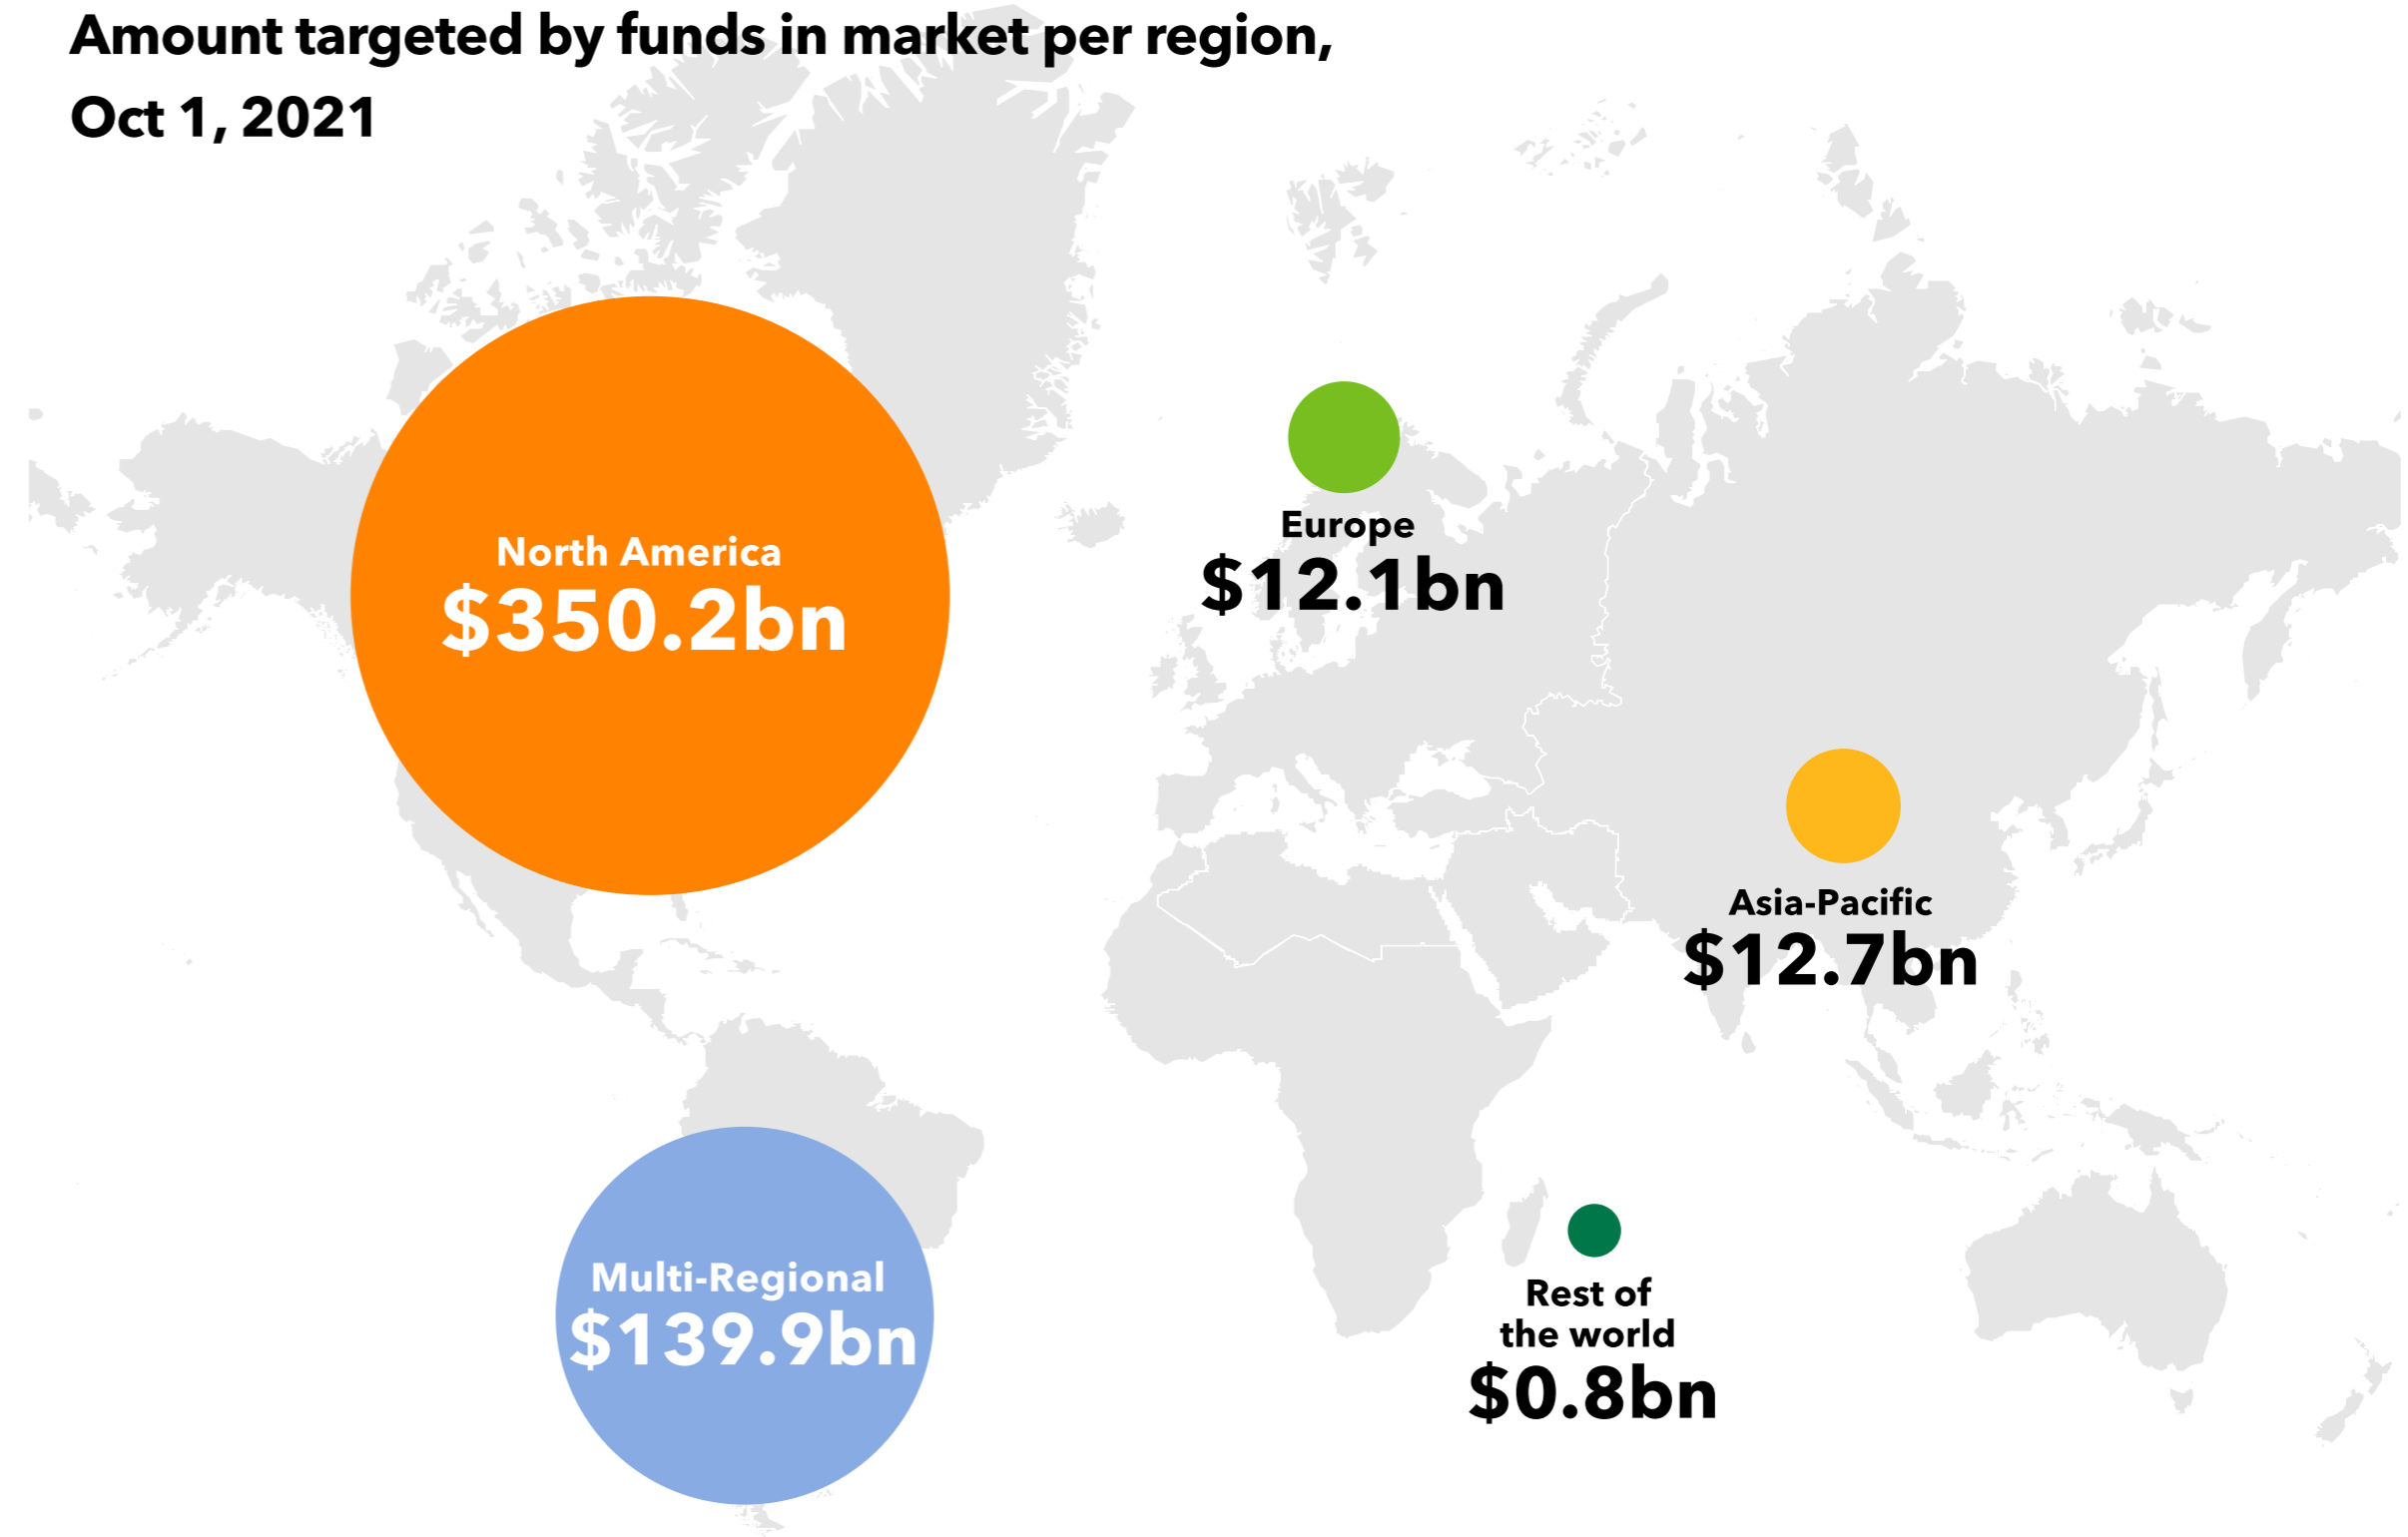 Amount targeted by funds in market per region,
Oct 1, 2021
North America
$350.2bn
Europe
$12.1bn
Asia-Pacific
$12.7bn
Multi-Regional
$139.9bn
Rest of
the world
$0.8bn